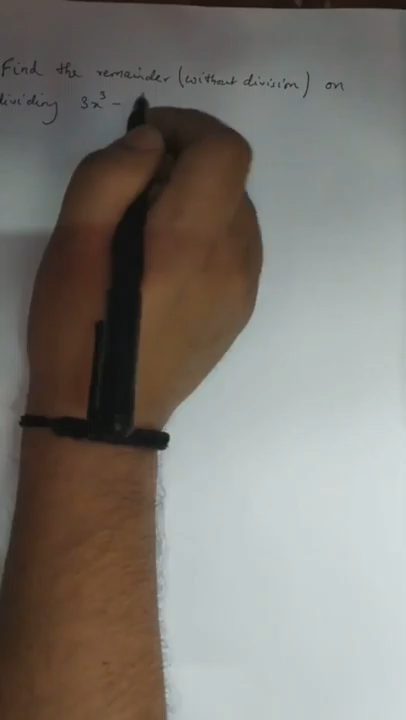 Find the remainder (without division) on
dividing 3x³ −